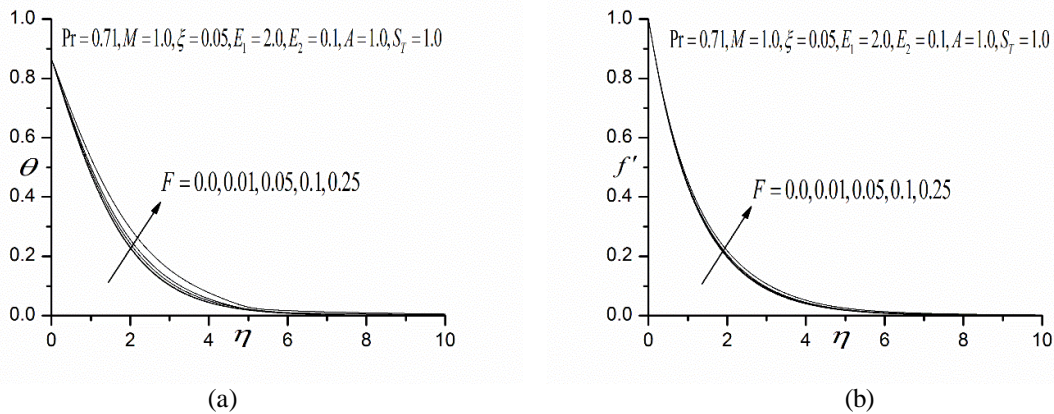 1.0
Pr = 0.71, M = 1.0, ξ = 0.05, E₁ = 2.0, E₂ = 0.1, A = 1.0, S_T = 1.0
0.8
0.6
θ
F = 0.0, 0.01, 0.05, 0.1, 0.25
0.4
0.2
0.0
0 2 4 6 8 10
η
(a)
1.0
Pr = 0.71, M = 1.0, ξ = 0.05, E₁ = 2.0, E₂ = 0.1, A = 1.0, S_T = 1.0
0.8
0.6
f'
F = 0.0, 0.01, 0.05, 0.1, 0.25
0.4
0.2
0.0
0 2 4 6 8 10
η
(b)